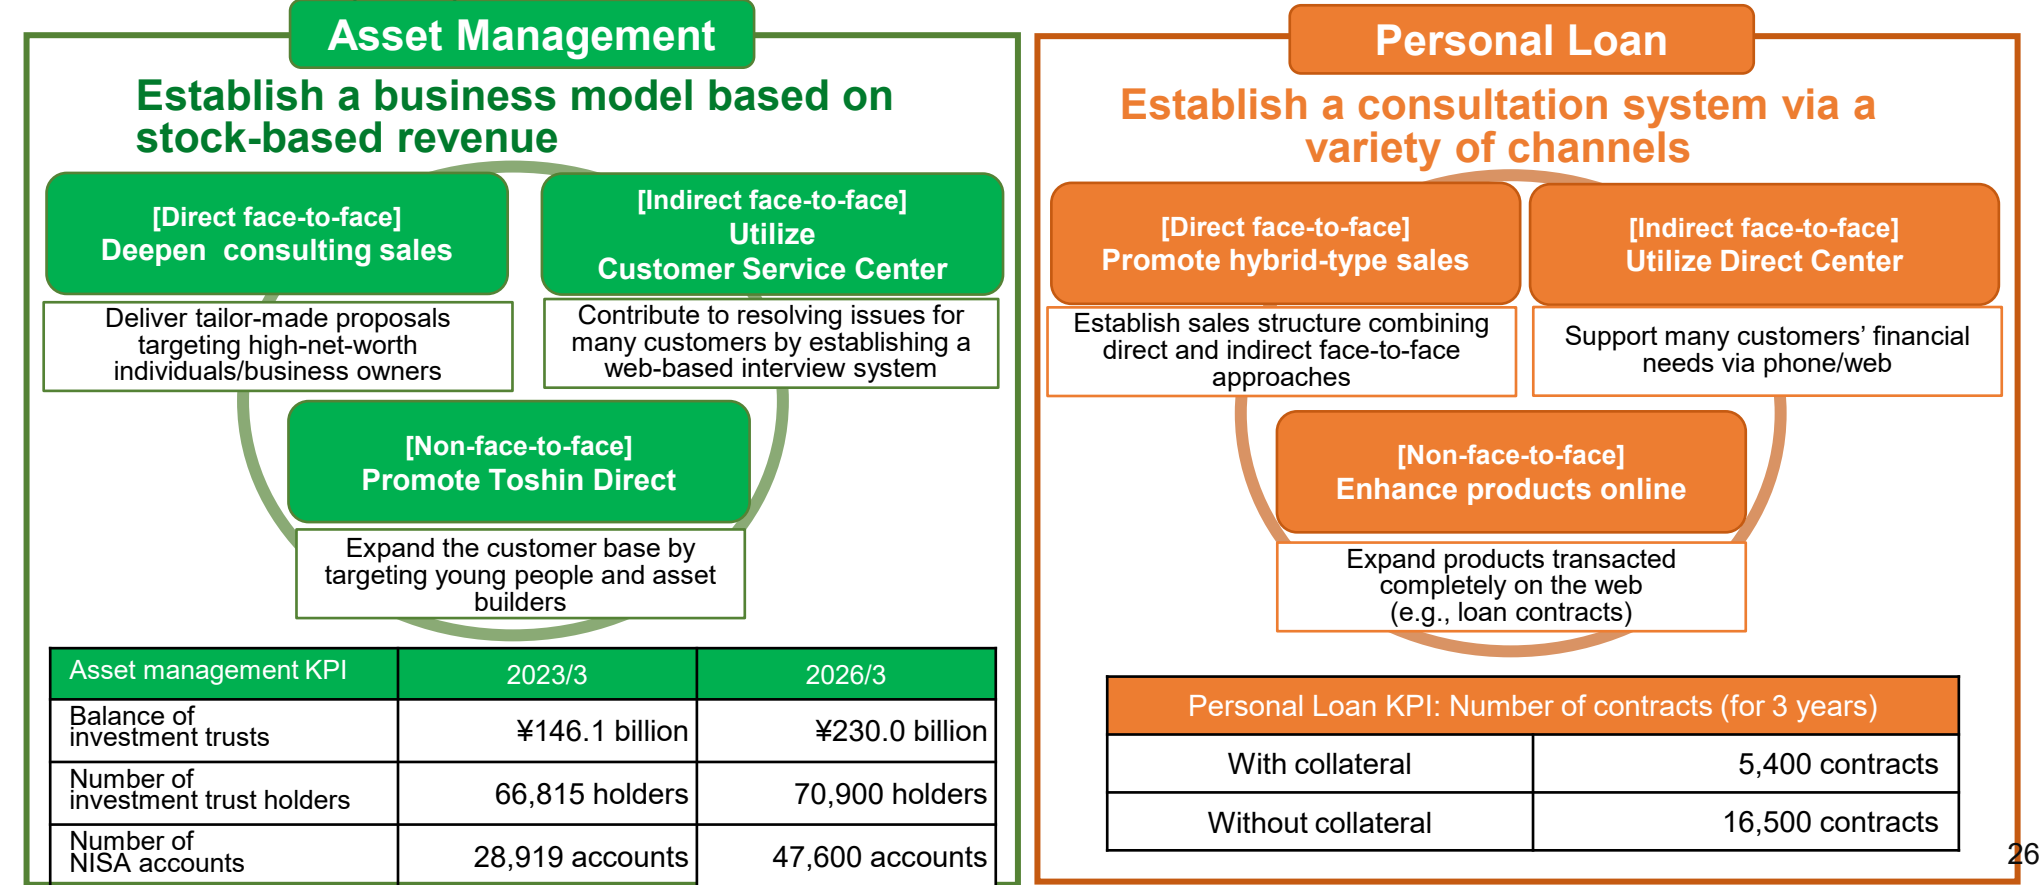 Asset Management
Establish a business model based on
stock-based revenue
[Direct face-to-face]
Deepen consulting sales
Deliver tailor-made proposals
targeting high-net-worth
individuals/business owners
[Indirect face-to-face]
Utilize
Customer Service Center
Contribute to resolving issues for
many customers by establishing a
web-based interview system
[Non-face-to-face]
Promote Toshin Direct
Expand the customer base by
targeting young people and asset
builders
Asset management KPI 2023/3 2026/3
Balance of
investment trusts ¥146.1 billion ¥230.0 billion
Number of
investment trust holders 66,815 holders 70,900 holders
Number of
NISA accounts 28,919 accounts 47,600 accounts
Personal Loan
Establish a consultation system via a
variety of channels
[Direct face-to-face]
Promote hybrid-type sales
Establish sales structure combining
direct and indirect face-to-face
approaches
[Indirect face-to-face]
Utilize Direct Center
Support many customers’ financial
needs via phone/web
[Non-face-to-face]
Enhance products online
Expand products transacted
completely on the web
(e.g., loan contracts)
Personal Loan KPI: Number of contracts (for 3 years)
With collateral 5,400 contracts
Without collateral 16,500 contracts
26